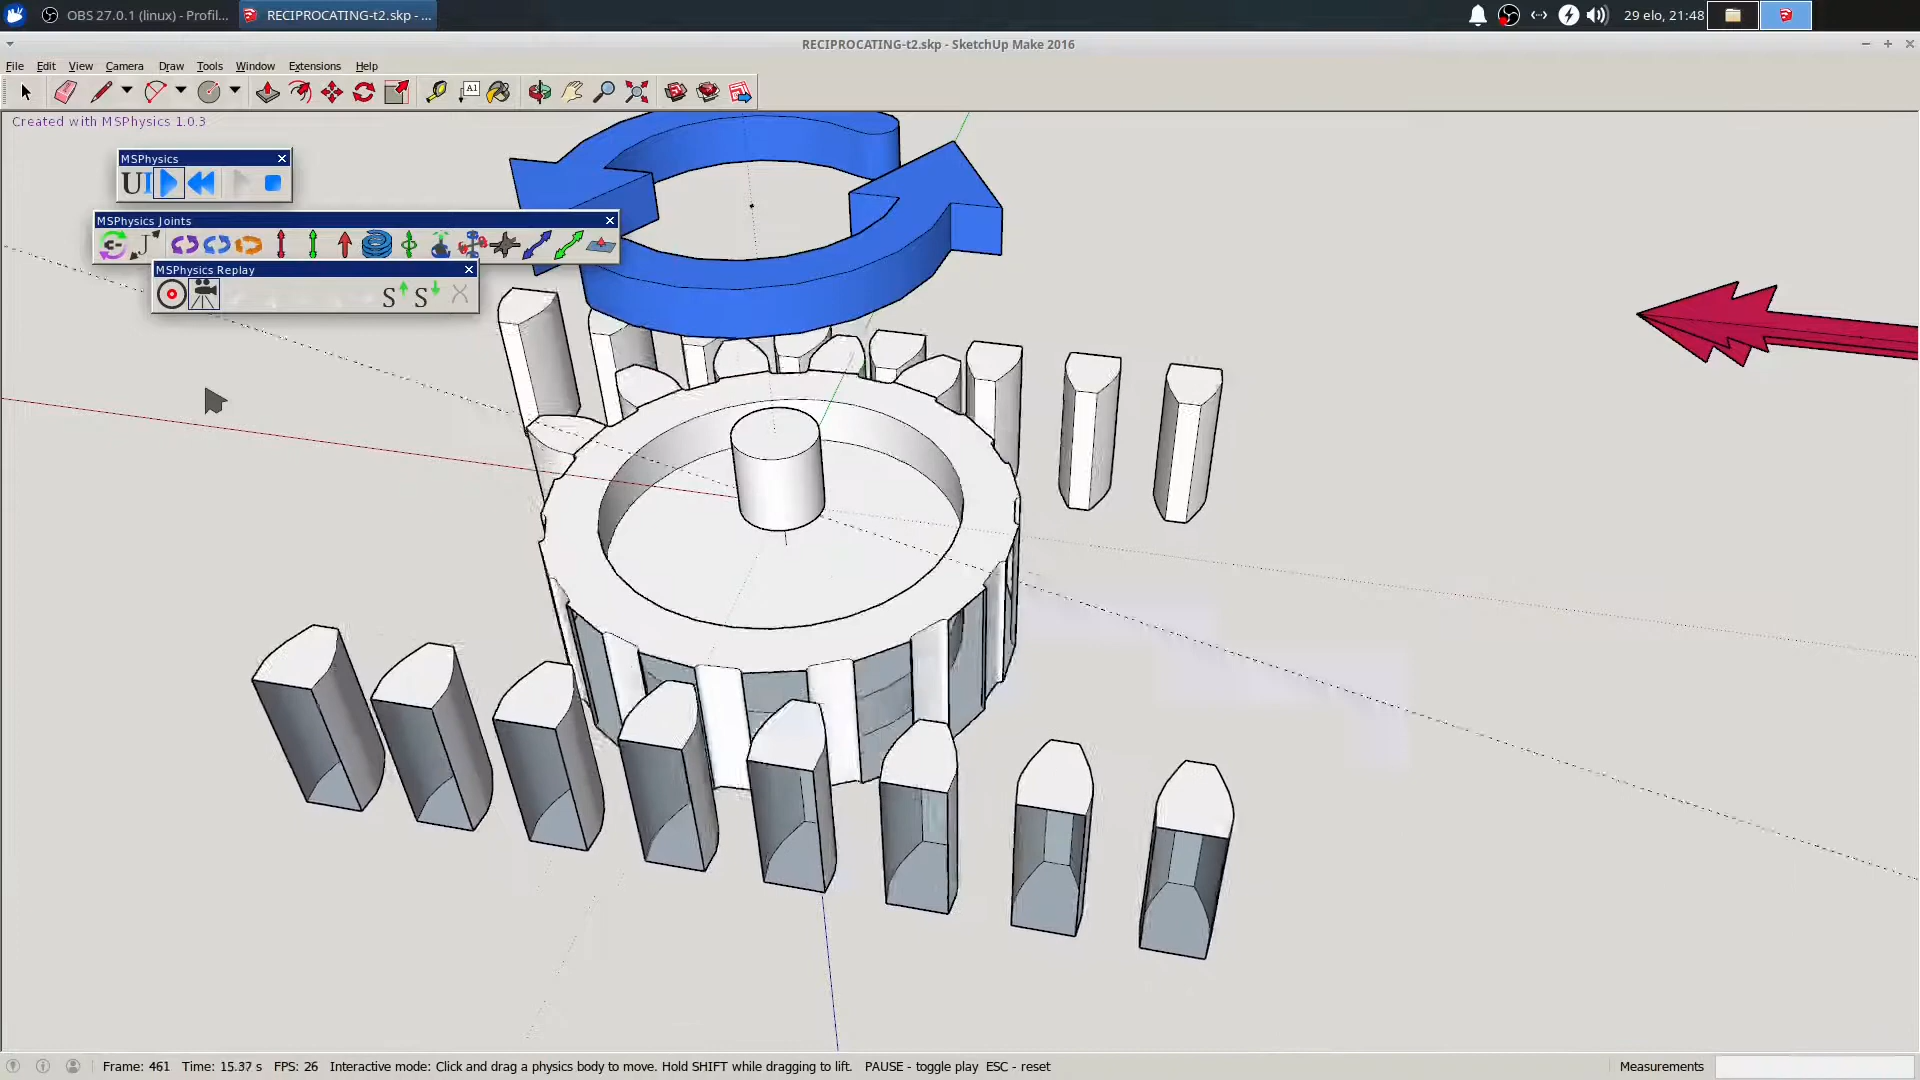 OBS 27.0.1 (linux) - Profil...
RECIPROCATING-t2.skp - ...
29 elo, 21:48
RECIPROCATING-t2.skp - SketchUp Make 2016
File Edit View Camera Draw Tools Window Extensions Help
A1
Created with MSPhysics 1.0.3
MSPhysics
UI
MSPhysics Joints
C J
MSPhysics Replay
S S
Frame: 461 Time: 15.37 s FPS: 26 Interactive mode: Click and drag a physics body to move. Hold SHIFT while dragging to lift. PAUSE - toggle play ESC - reset
Measurements